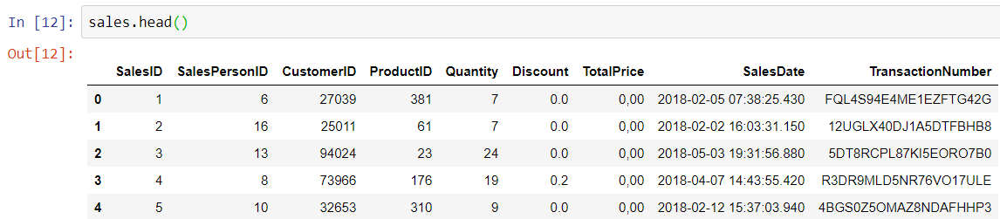 In [12]: sales.head()
Out[12]:
SalesID SalesPersonID CustomerID ProductID Quantity Discount TotalPrice SalesDate TransactionNumber
0 1 6 27039 381 7 0.0 0,00 2018-02-05 07:38:25.430 FQL4S94E4ME1EZFTG42G
1 2 16 25011 61 7 0.0 0,00 2018-02-02 16:03:31.150 12UGLX40DJ1A5DTFBHB8
2 3 13 94024 23 24 0.0 0,00 2018-05-03 19:31:56.880 5DT8RCPL87KI5EORO7B0
3 4 8 73966 176 19 0.2 0,00 2018-04-07 14:43:55.420 R3DR9MLD5NR76VO17ULE
4 5 10 32653 310 9 0.0 0,00 2018-02-12 15:37:03.940 4BGS0Z5OMAZ8NDAFHHP3